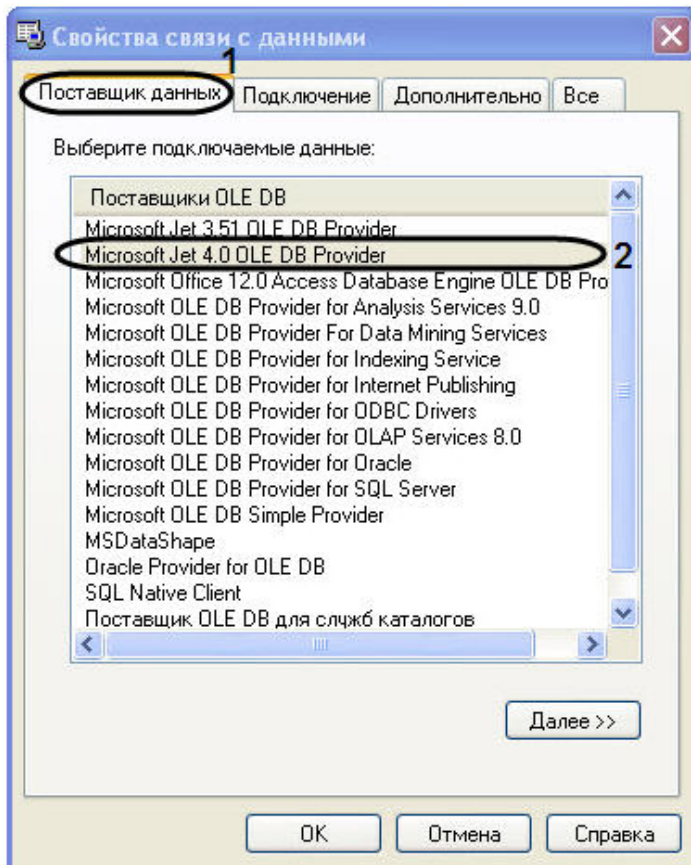 Свойства связи с данными
1
Поставщик данных Подключение Дополнительно Все
Выберите подключаемые данные:
Поставщики OLE DB
Microsoft Jet 3.51 OLE DB Provider
Microsoft Jet 4.0 OLE DB Provider 2
Microsoft Office 12.0 Access Database Engine OLE DB Pro
Microsoft OLE DB Provider for Analysis Services 9.0
Microsoft OLE DB Provider For Data Mining Services
Microsoft OLE DB Provider for Indexing Service
Microsoft OLE DB Provider for Internet Publishing
Microsoft OLE DB Provider for ODBC Drivers
Microsoft OLE DB Provider for OLAP Services 8.0
Microsoft OLE DB Provider for Oracle
Microsoft OLE DB Provider for SQL Server
Microsoft OLE DB Simple Provider
MSDataShape
Oracle Provider for OLE DB
SQL Native Client
Поставщик OLE DB для служб каталогов
Далее >>
OK Отмена Справка